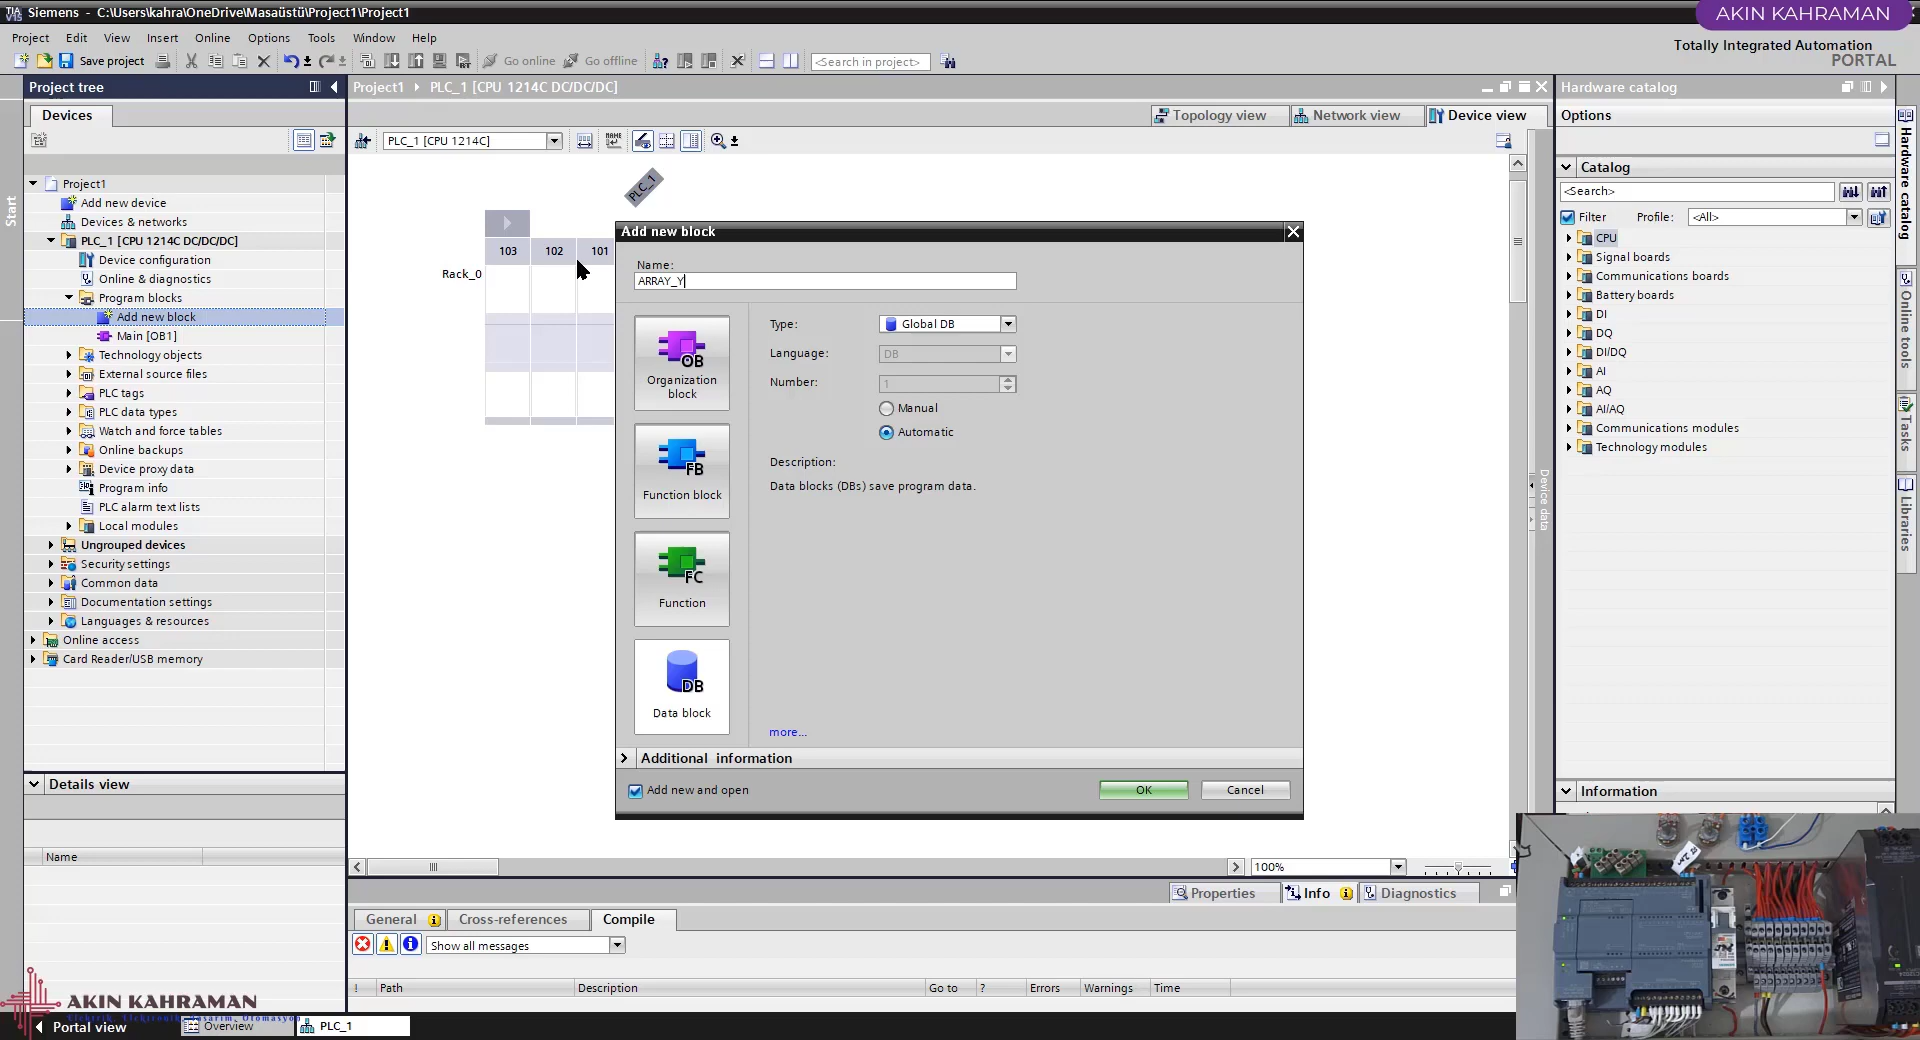 Siemens - C:\Users\kahra\OneDrive\Masaüstü\Project1\Project1
AKIN KAHRAMAN
Project Edit View Insert Online Options Tools Window Help
Totally Integrated Automation
PORTAL
Save project
Go online
Go offline
<Search in project>
Project tree
Project1 PLC_1 [CPU 1214C DC/DC/DC]
Hardware catalog
Devices
Topology view
Network view
Device view
Options
PLC_1 [CPU 1214C]
Start
Project1
Add new device
Devices & networks
PLC_1 [CPU 1214C DC/DC/DC]
Device configuration
Online & diagnostics
Program blocks
Add new block
Main [OB1]
Technology objects
External source files
PLC tags
PLC data types
Watch and force tables
Online backups
Device proxy data
Program info
PLC alarm text lists
Local modules
Ungrouped devices
Security settings
Common data
Documentation settings
Languages & resources
Online access
Card Reader/USB memory
Details view
Name
PLC_1
103 102 101
Rack_0
Add new block
Name:
ARRAY_Y
OB
Organization
block
FB
Function block
FC
Function
DB
Data block
Type: Global DB
Language: DB
Number: 1
Manual
Automatic
Description:
Data blocks (DBs) save program data.
more...
Additional information
Add new and open
OK
Cancel
Device data
100%
Catalog
<Search>
Filter Profile: <All>
CPU
Signal boards
Communications boards
Battery boards
DI
DQ
DI/DQ
AI
AQ
AI/AQ
Communications modules
Technology modules
Information
Hardware catalog
Online tools
Tasks
Libraries
Properties
Info
Diagnostics
General
Cross-references
Compile
Show all messages
! Path Description Go to ? Errors Warnings Time
AKIN KAHRAMAN
Elektrik, Elektronik, Tasarım, Otomasyon
Portal view
Overview
PLC_1